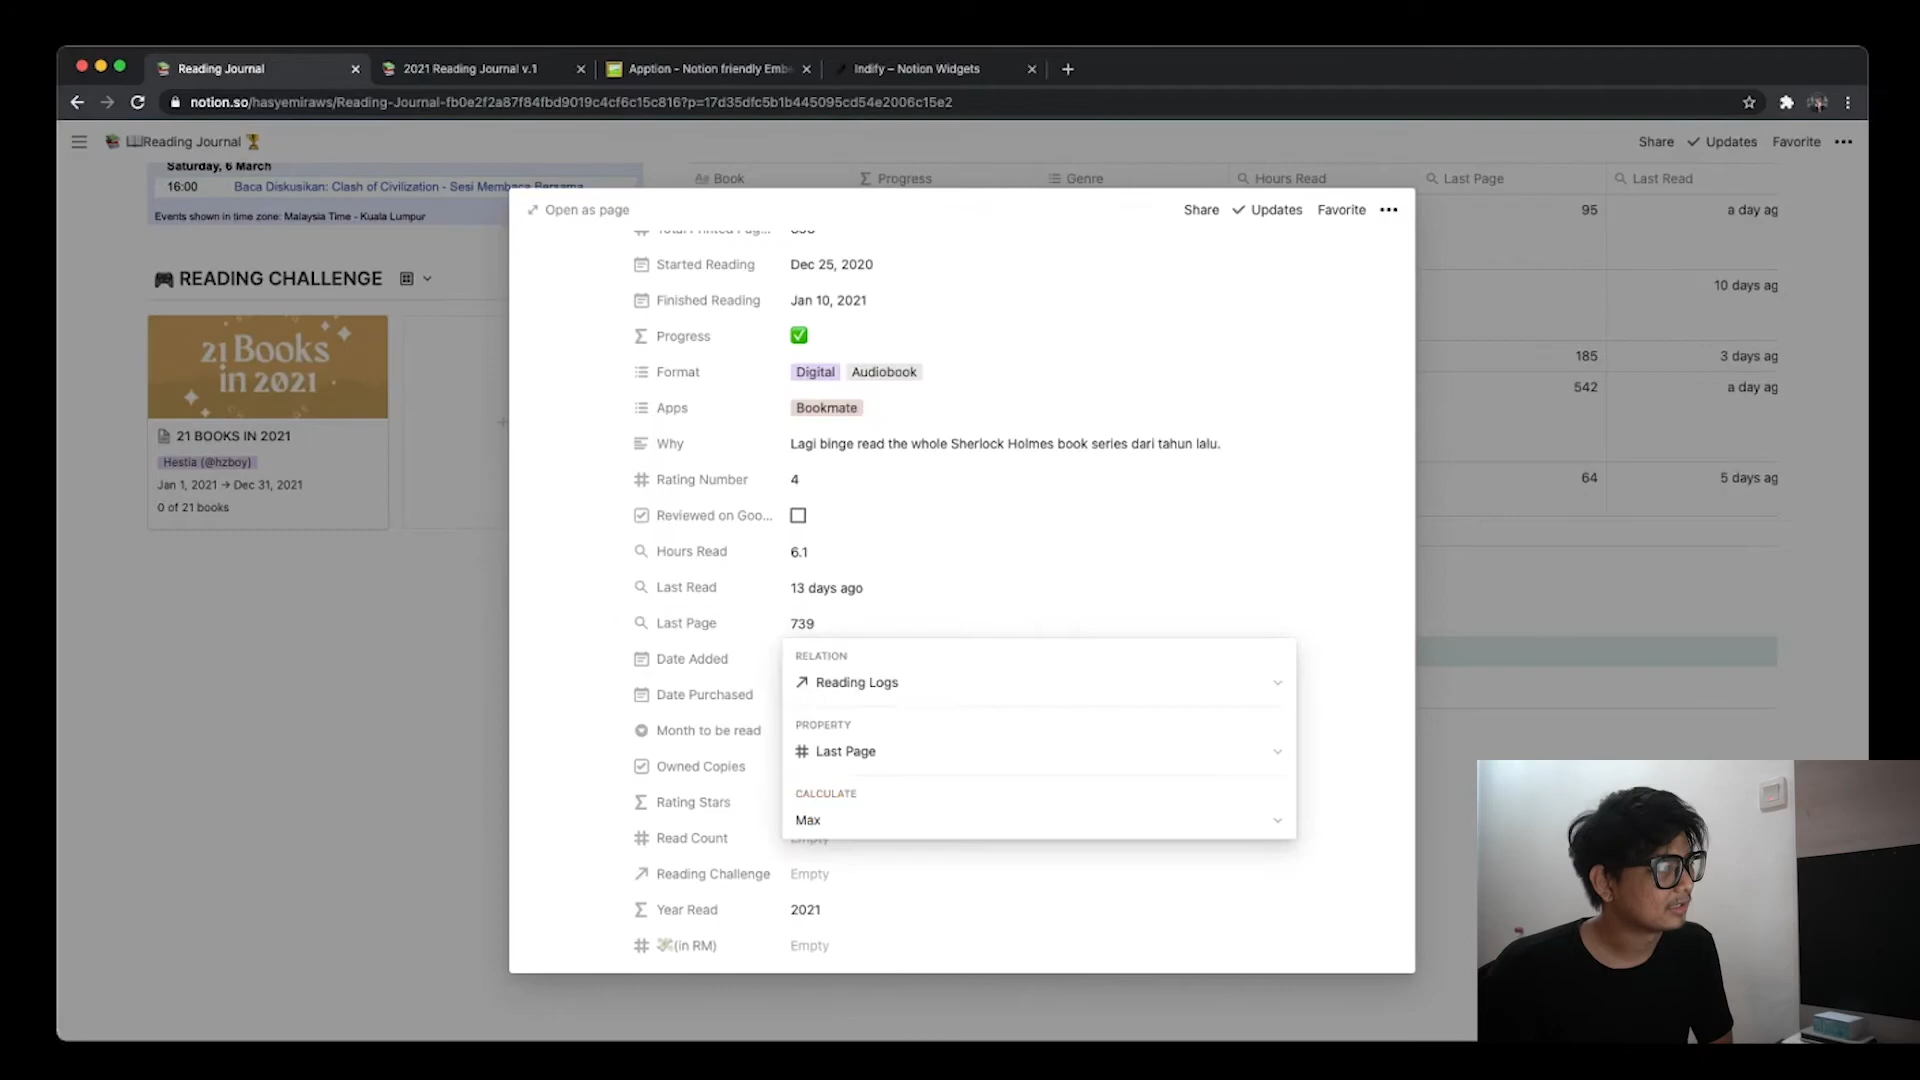 Reading Journal
2021 Reading Journal v.1
Apption - Notion friendly Emb
Indify – Notion Widgets
notion.so/hasyemiraws/Reading-Journal-fb0e2f2a87f84fbd9019c4cf6c15c816?p=17d35dfc5b1b445095cd54e2006c15e2
📖Reading Journal 🏆
Share
Updates
Favorite
Saturday, 6 March
16:00 Baca Diskusikan: Clash of Civilization - Sesi Membaca Bersama
Events shown in time zone: Malaysia Time - Kuala Lumpur
Aa Book
Progress
Genre
Hours Read
Last Page
Last Read
95 a day ag
10 days ag
185 3 days ag
542 a day ag
64 5 days ag
🎮 READING CHALLENGE
21 Books
in 2021
21 BOOKS IN 2021
Hestia (@hzboy)
Jan 1, 2021 → Dec 31, 2021
0 of 21 books
Open as page
Share
Updates
Favorite
Started Reading Dec 25, 2020
Finished Reading Jan 10, 2021
Progress ✅
Format Digital Audiobook
Apps Bookmate
Why Lagi binge read the whole Sherlock Holmes book series dari tahun lalu.
Rating Number 4
Reviewed on Goo...
Hours Read 6.1
Last Read 13 days ago
Last Page 739
Date Added
Date Purchased
Month to be read
Owned Copies
Rating Stars
Read Count Empty
Reading Challenge Empty
Year Read 2021
💸(in RM) Empty
RELATION
Reading Logs
PROPERTY
Last Page
CALCULATE
Max